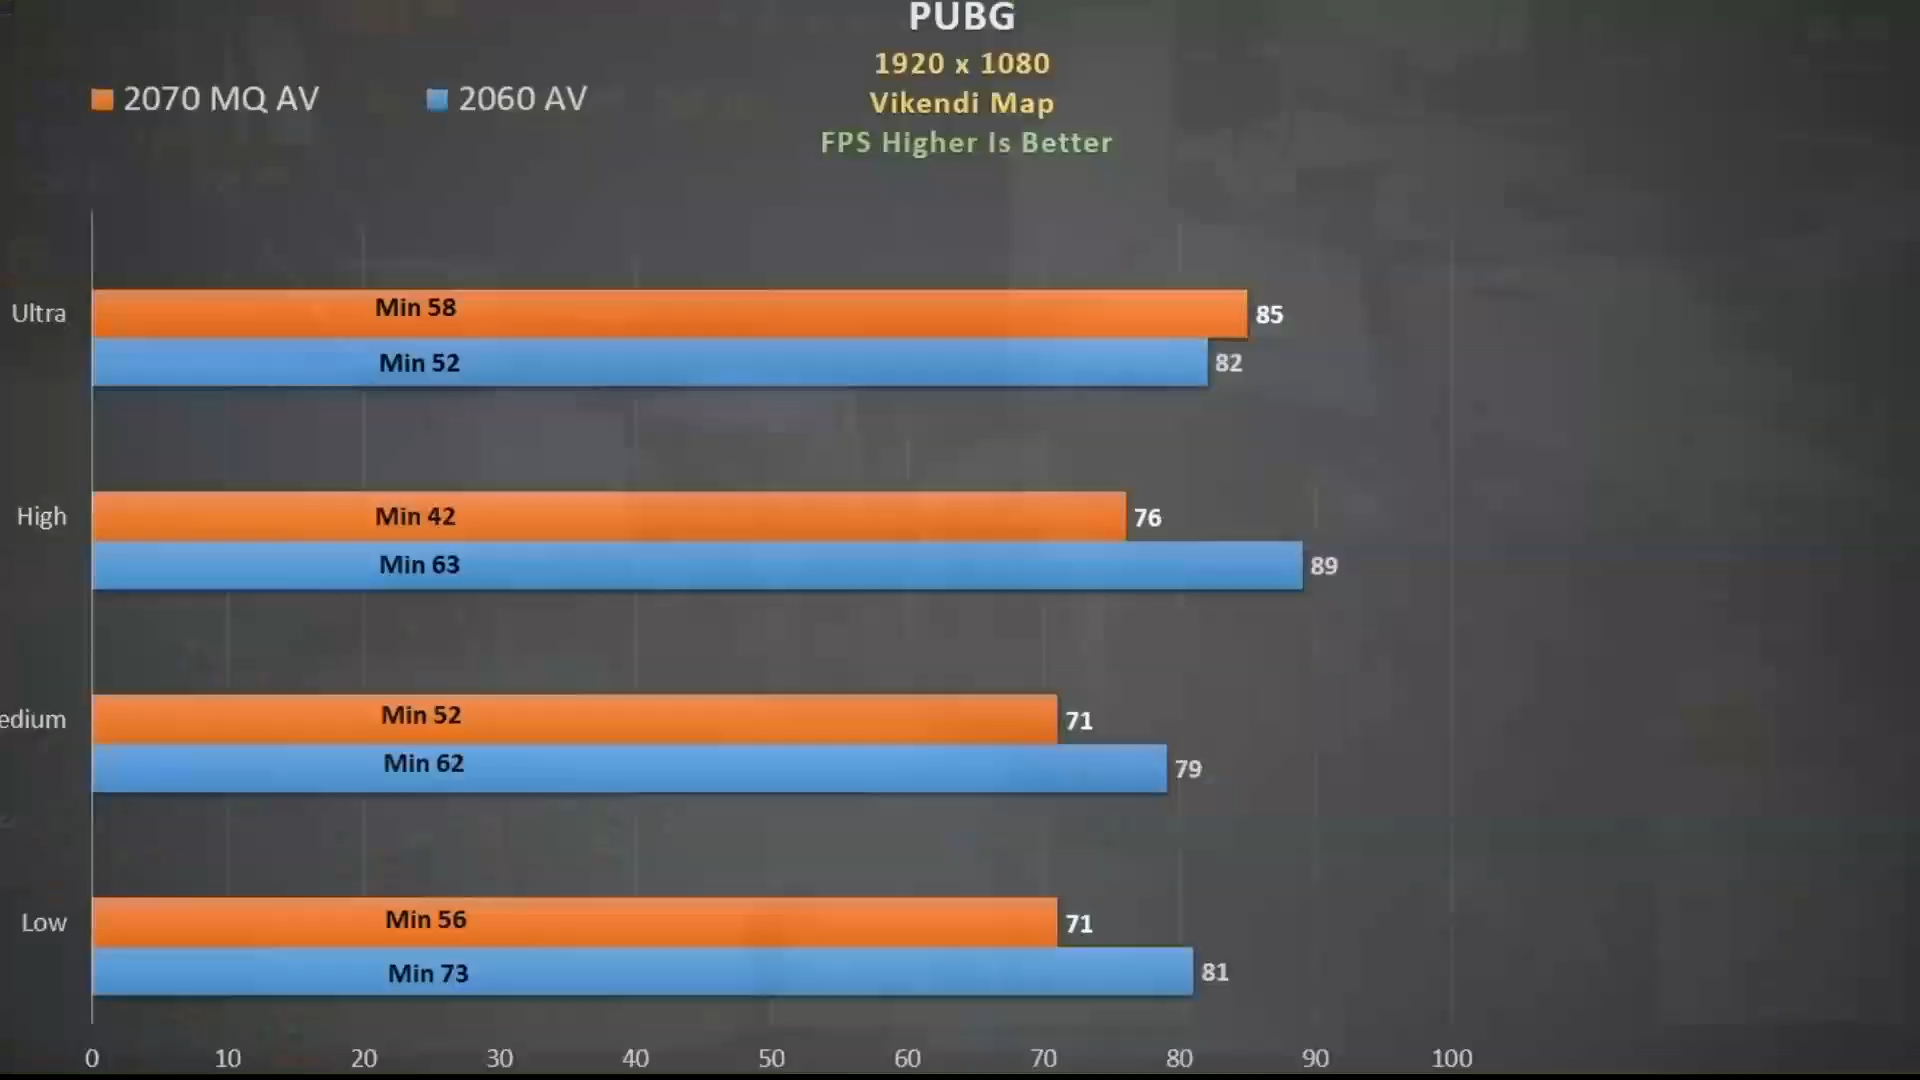 PUBG
1920 x 1080
Vikendi Map
FPS Higher Is Better
2070 MQ AV
2060 AV
Ultra
Min 58
85
Min 52
82
High
Min 42
76
Min 63
89
edium
Min 52
71
Min 62
79
Low
Min 56
71
Min 73
81
0 10 20 30 40 50 60 70 80 90 100